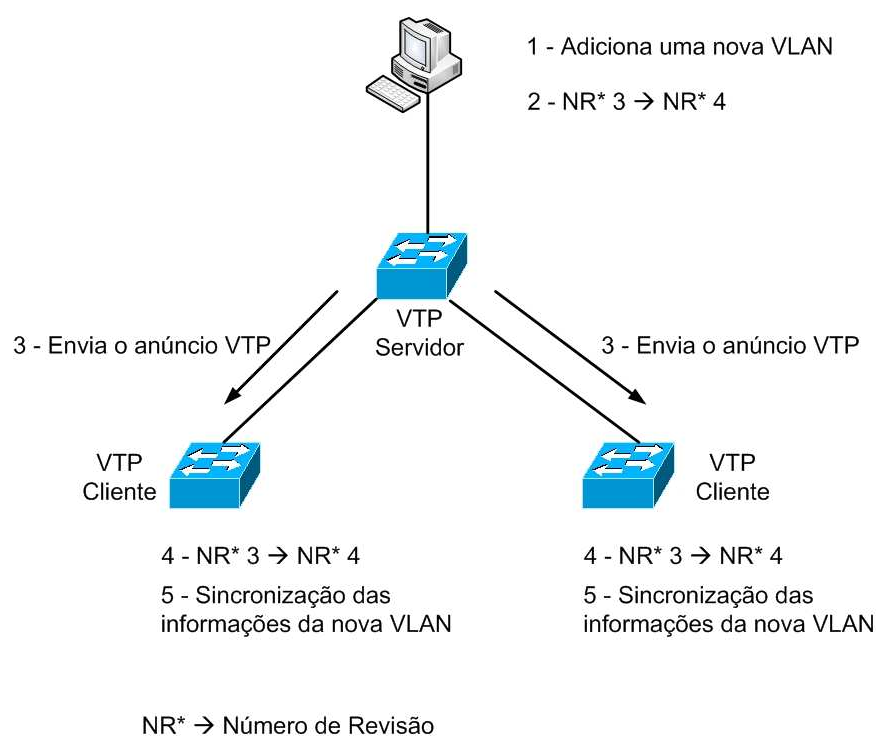 1 - Adiciona uma nova VLAN
2 - NR* 3 → NR* 4
VTP
Servidor
3 - Envia o anúncio VTP
3 - Envia o anúncio VTP
VTP
Cliente
VTP
Cliente
4 - NR* 3 → NR* 4
5 - Sincronização das
informações da nova VLAN
4 - NR* 3 → NR* 4
5 - Sincronização das
informações da nova VLAN
NR* → Número de Revisão